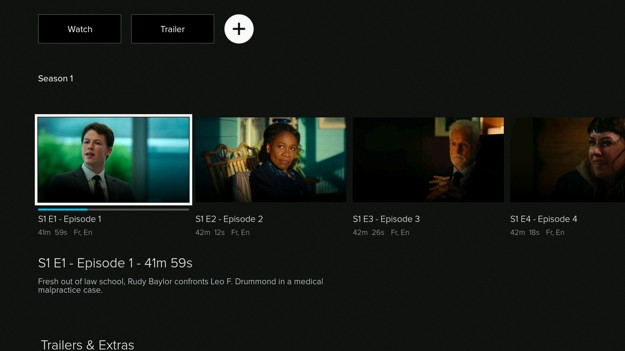 Watch
Trailer
Season 1
S1 E1 - Episode 1
41m 59s Fr, En
S1 E2 - Episode 2
42m 12s Fr, En
S1 E3 - Episode 3
42m 26s Fr, En
S1 E4 - Episode 4
42m 18s Fr, En
S1 E1 - Episode 1 - 41m 59s
Fresh out of law school, Rudy Baylor confronts Leo F. Drummond in a medical
malpractice case.
Trailers & Extras